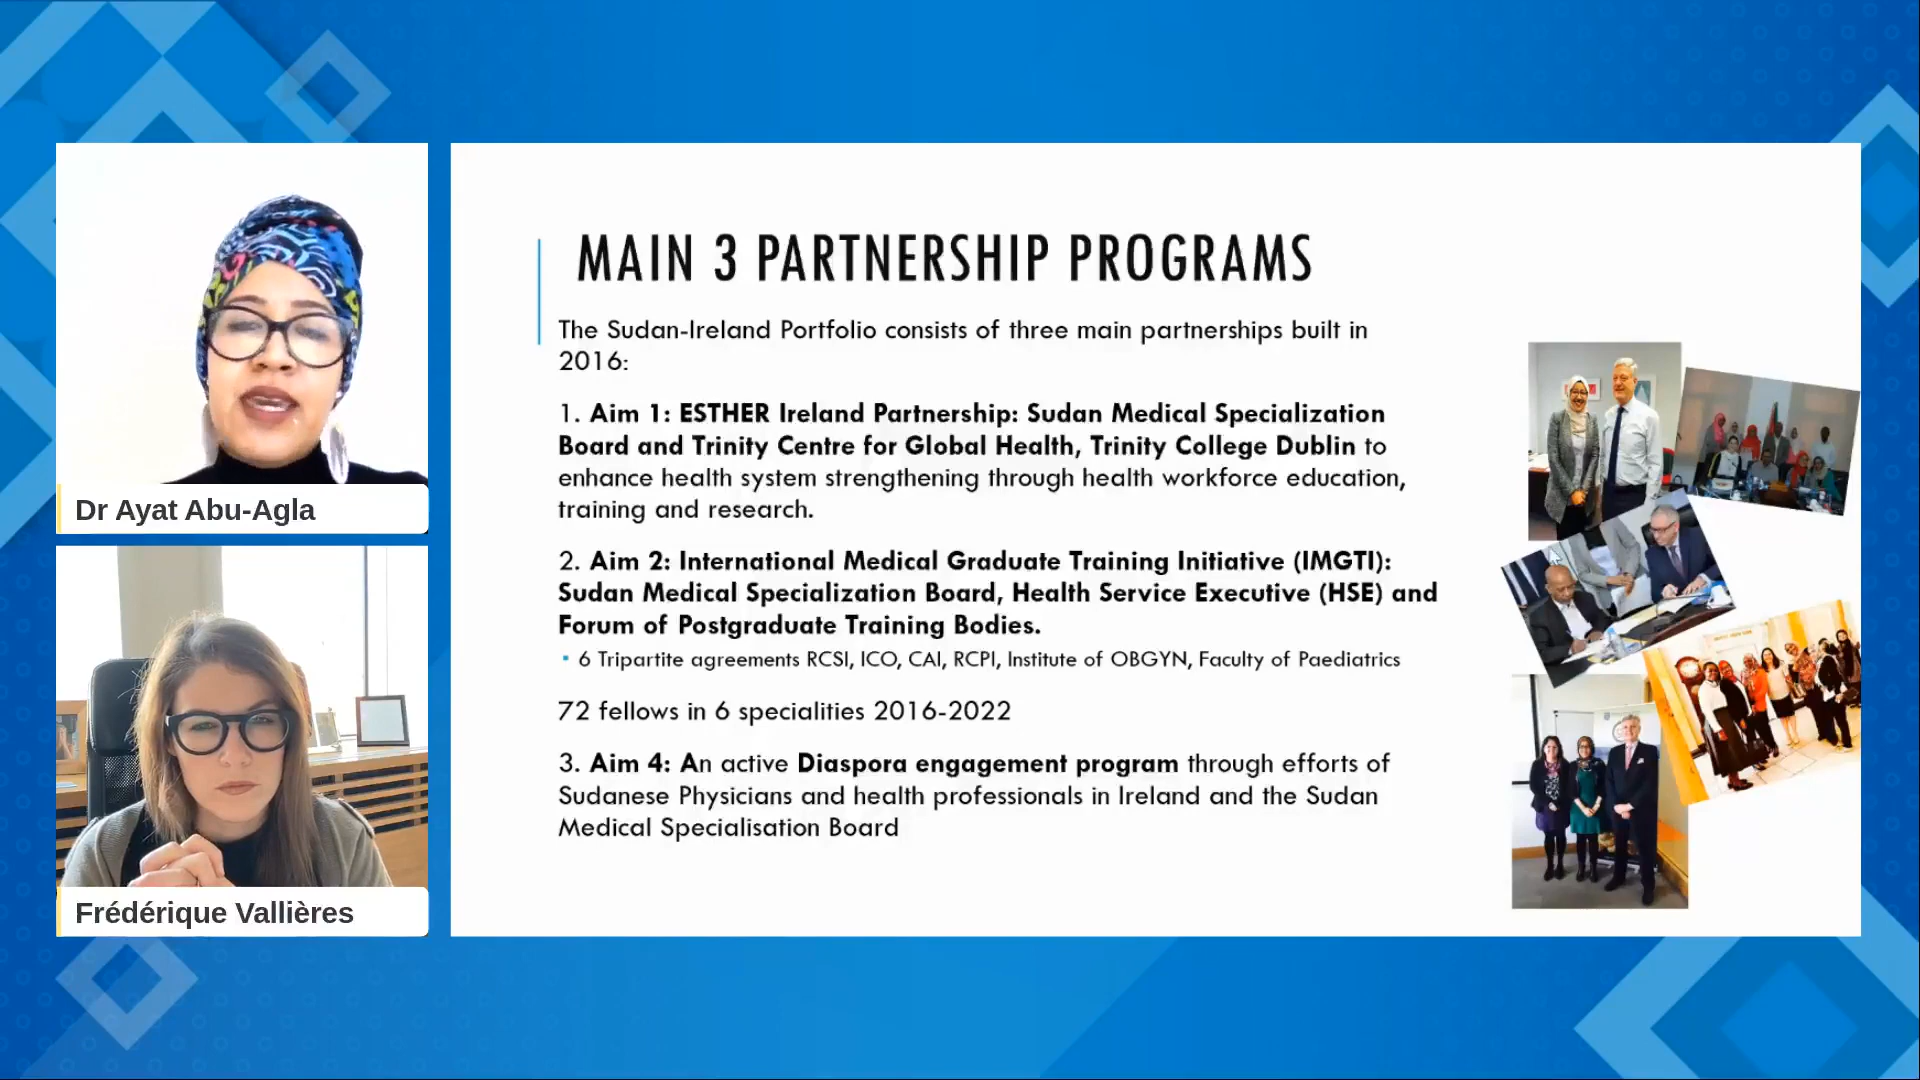 MAIN 3 PARTNERSHIP PROGRAMS
The Sudan-Ireland Portfolio consists of three main partnerships built in
2016:
1. Aim 1: ESTHER Ireland Partnership: Sudan Medical Specialization
Board and Trinity Centre for Global Health, Trinity College Dublin to
enhance health system strengthening through health workforce education,
training and research.
2. Aim 2: International Medical Graduate Training Initiative (IMGTI):
Sudan Medical Specialization Board, Health Service Executive (HSE) and
Forum of Postgraduate Training Bodies.
▪ 6 Tripartite agreements RCSI, ICO, CAI, RCPI, Institute of OBGYN, Faculty of Paediatrics
72 fellows in 6 specialities 2016-2022
3. Aim 4: An active Diaspora engagement program through efforts of
Sudanese Physicians and health professionals in Ireland and the Sudan
Medical Specialisation Board
Dr Ayat Abu-Agla
Frédérique Vallières